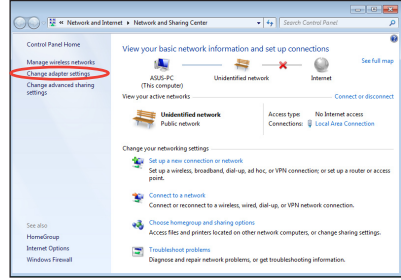 « Network and Internet ▸ Network and Sharing Center
Search Control Panel
Control Panel Home
Manage wireless networks
Change adapter settings
Change advanced sharing
settings
See also
HomeGroup
Internet Options
Windows Firewall
View your basic network information and set up connections
See full map
ASUS-PC
(This computer)
Unidentified network
Internet
View your active networks
Connect or disconnect
Unidentified network
Public network
Access type: No Internet access
Connections: Local Area Connection
Change your networking settings
Set up a new connection or network
Set up a wireless, broadband, dial-up, ad hoc, or VPN connection; or set up a router or access
point.
Connect to a network
Connect or reconnect to a wireless, wired, dial-up, or VPN network connection.
Choose homegroup and sharing options
Access files and printers located on other network computers, or change sharing settings.
Troubleshoot problems
Diagnose and repair network problems, or get troubleshooting information.